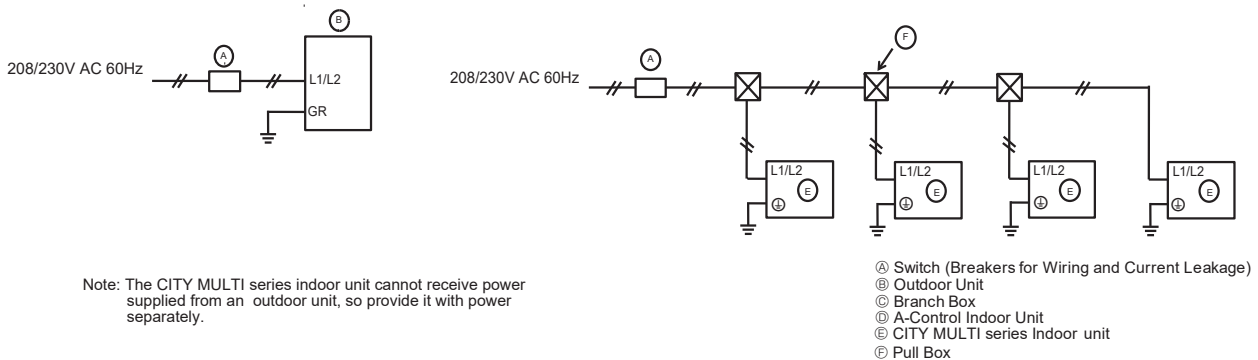 Ⓑ
Ⓐ
208/230V AC 60Hz
L1/L2
GR
Ⓕ
Ⓐ
208/230V AC 60Hz
L1/L2
Ⓔ
L1/L2
Ⓔ
L1/L2
Ⓔ
L1/L2
Ⓔ
Note: The CITY MULTI series indoor unit cannot receive power
supplied from an outdoor unit, so provide it with power
separately.
Ⓐ Switch (Breakers for Wiring and Current Leakage)
Ⓑ Outdoor Unit
Ⓒ Branch Box
Ⓓ A-Control Indoor Unit
Ⓔ CITY MULTI series Indoor unit
Ⓕ Pull Box